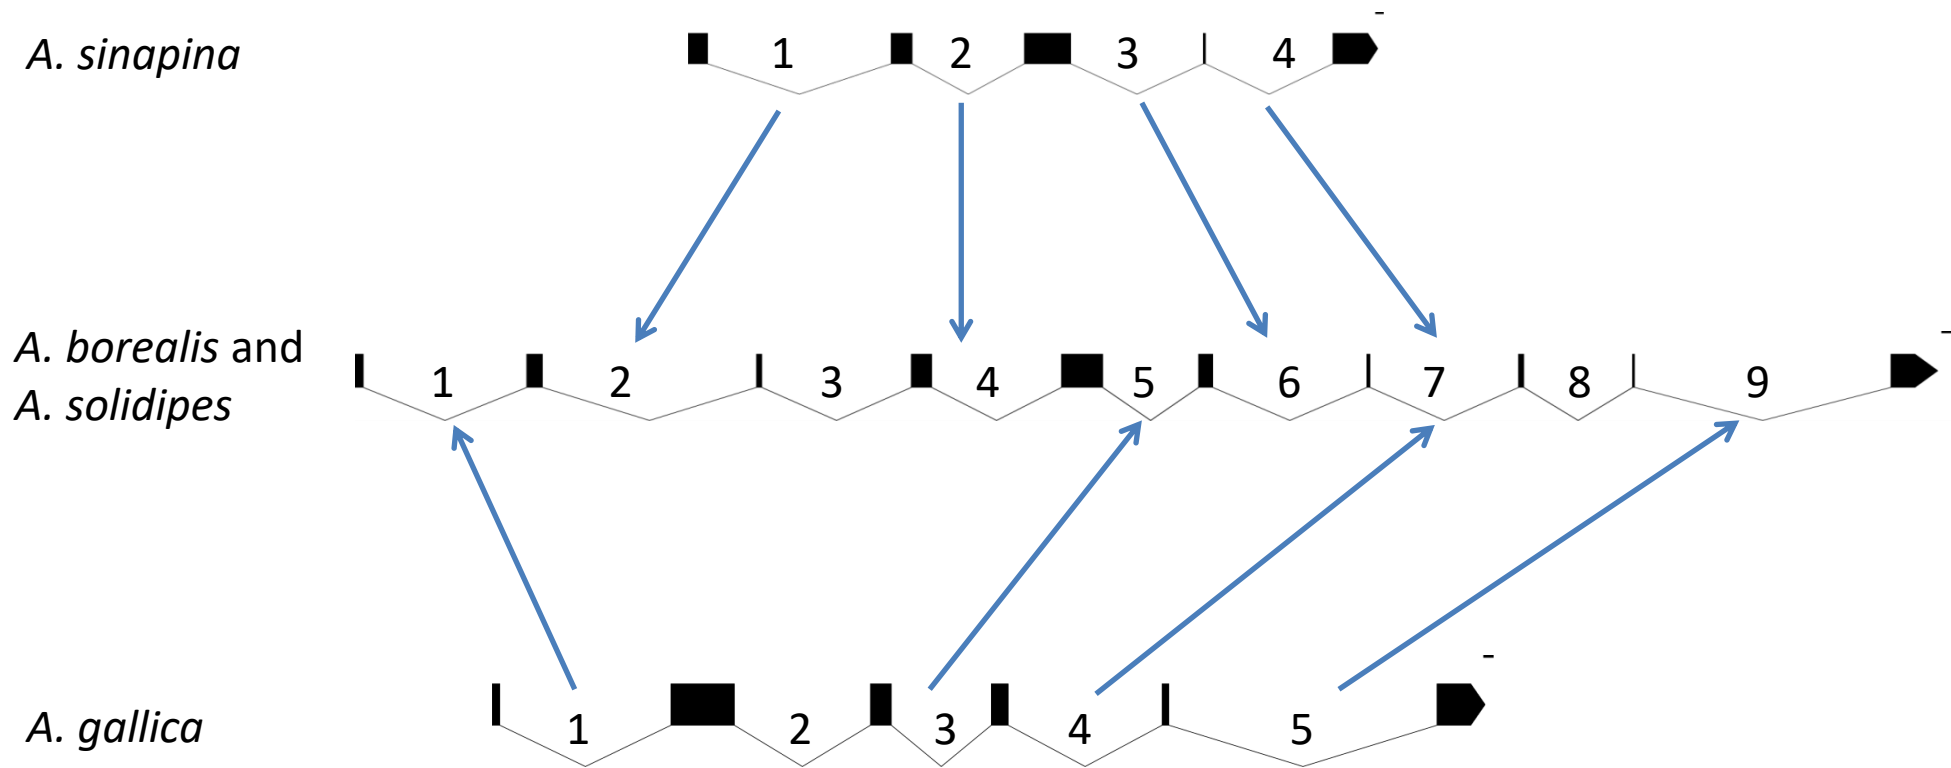 A. sinapina
1 2 3 4 -
A. borealis and
A. solidipes
1 2 3 4 5 6 7 8 9 -
A. gallica
1 2 3 4 5 -